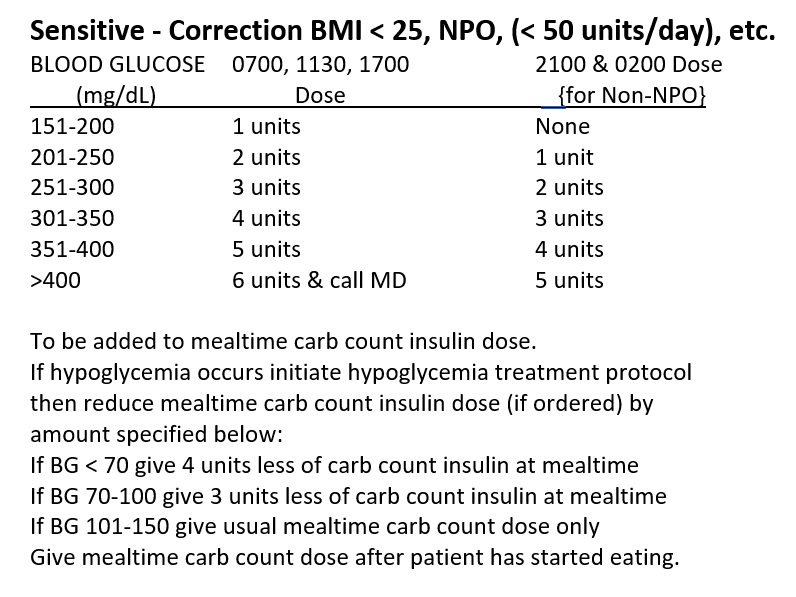 Sensitive - Correction BMI < 25, NPO, (< 50 units/day), etc.
BLOOD GLUCOSE 0700, 1130, 1700 2100 & 0200 Dose
(mg/dL) Dose {for Non-NPO}
151-200 1 units None
201-250 2 units 1 unit
251-300 3 units 2 units
301-350 4 units 3 units
351-400 5 units 4 units
>400 6 units & call MD 5 units
To be added to mealtime carb count insulin dose.
If hypoglycemia occurs initiate hypoglycemia treatment protocol
then reduce mealtime carb count insulin dose (if ordered) by
amount specified below:
If BG < 70 give 4 units less of carb count insulin at mealtime
If BG 70-100 give 3 units less of carb count insulin at mealtime
If BG 101-150 give usual mealtime carb count dose only
Give mealtime carb count dose after patient has started eating.